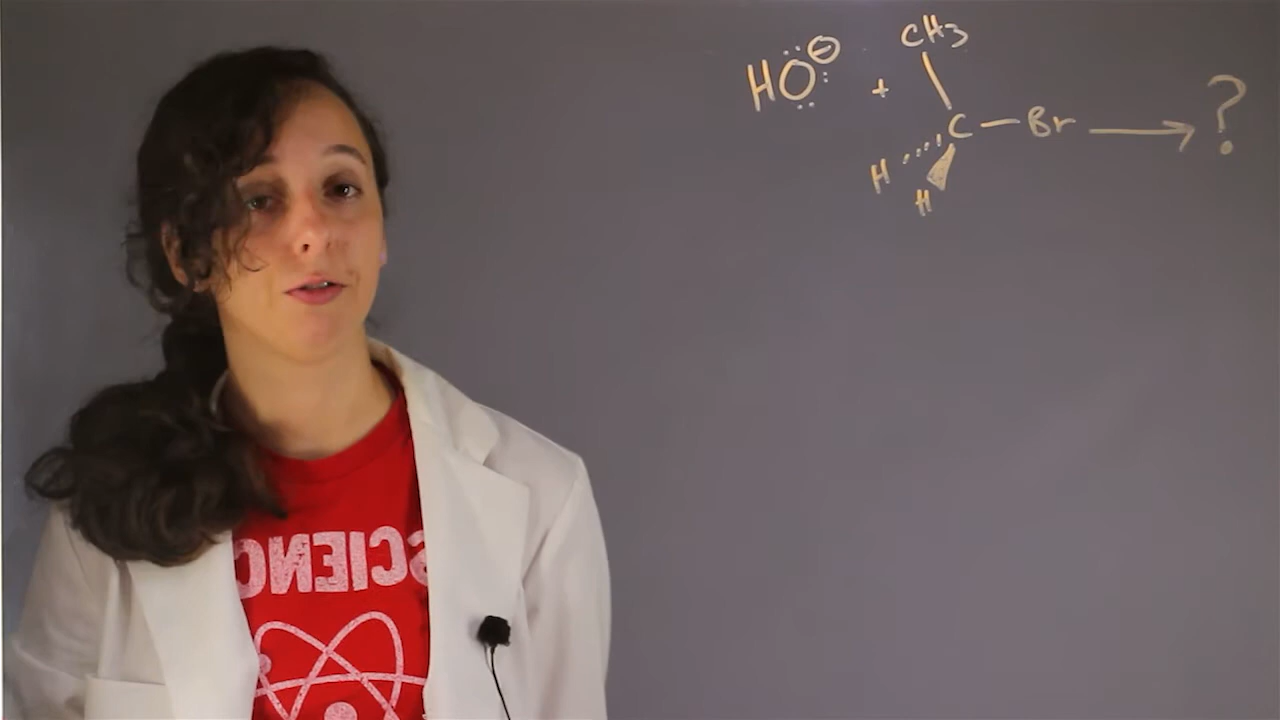 HO⊖ + CH3
C — Br → ?
H
H
SCIENC